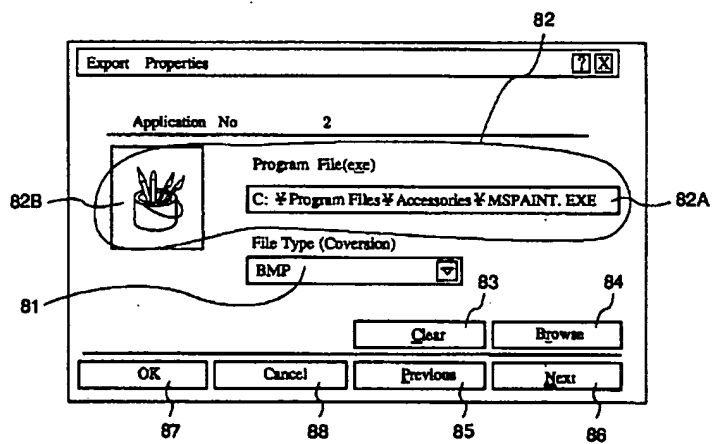 82
Export Properties ? X
Application No 2
Program File(exe)
82B
C: ¥Program Files¥Accessories¥MSPAINT. EXE
82A
File Type (Coversion)
BMP
81
83
84
Clear Browse
OK Cancel Previous Next
87 88 85 86